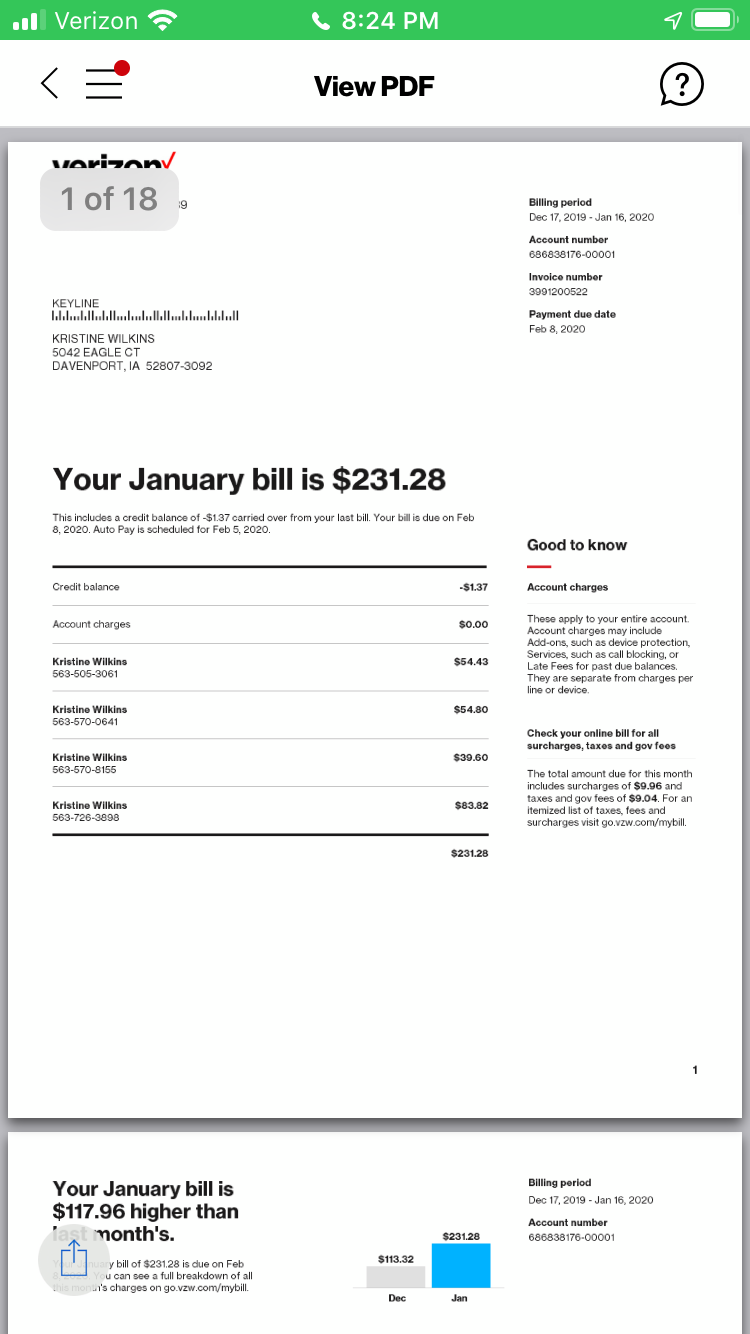 Verizon 8:24 PM
View PDF
?
verizon
1 of 18
Billing period
Dec 17, 2019 - Jan 16, 2020
Account number
686838176-00001
Invoice number
3991200522
Payment due date
Feb 8, 2020
KEYLINE
KRISTINE WILKINS
5042 EAGLE CT
DAVENPORT, IA 52807-3092
Your January bill is $231.28
This includes a credit balance of -$1.37 carried over from your last bill. Your bill is due on Feb
8, 2020. Auto Pay is scheduled for Feb 5, 2020.
Credit balance -$1.37
Account charges $0.00
Kristine Wilkins $54.43
563-505-3061
Kristine Wilkins $54.80
563-570-0641
Kristine Wilkins $39.60
563-570-8155
Kristine Wilkins $83.82
563-726-3898
$231.28
Good to know
Account charges
These apply to your entire account.
Account charges may include
Add-ons, such as device protection,
Services, such as call blocking, or
Late Fees for past due balances.
They are separate from charges per
line or device.
Check your online bill for all
surcharges, taxes and gov fees
The total amount due for this month
includes surcharges of $9.96 and
taxes and gov fees of $9.04. For an
itemized list of taxes, fees and
surcharges visit go.vzw.com/mybill.
1
Your January bill is
$117.96 higher than
last month's.
Your January bill of $231.28 is due on Feb
You can see a full breakdown of all
this month's charges on go.vzw.com/mybill.
$113.32
$231.28
Dec
Jan
Billing period
Dec 17, 2019 - Jan 16, 2020
Account number
686838176-00001